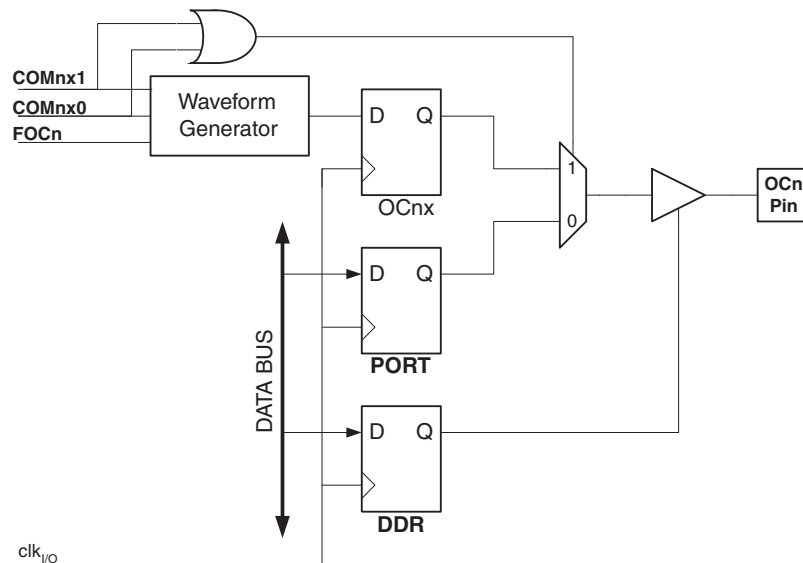 COMnx1
COMnx0
FOCn
Waveform
Generator
D Q
OCnx
1
0
OCn
Pin
DATA BUS
D Q
PORT
D Q
DDR
clkI/O